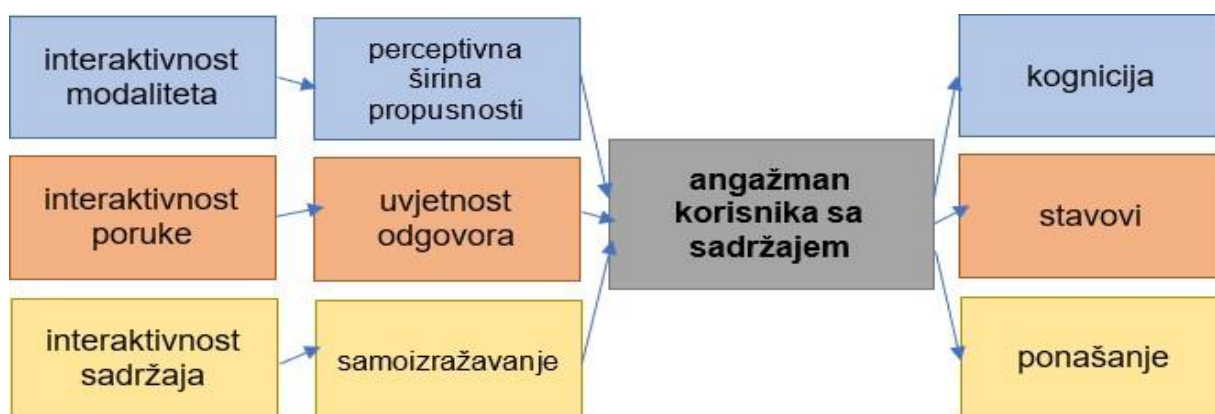 interaktivnost
modaliteta
perceptivna
širina
propusnosti
kognicija
interaktivnost
poruke
uvjetnost
odgovora
angažman
korisnika sa
sadržajem
stavovi
interaktivnost
sadržaja
samoizražavanje
ponašanje